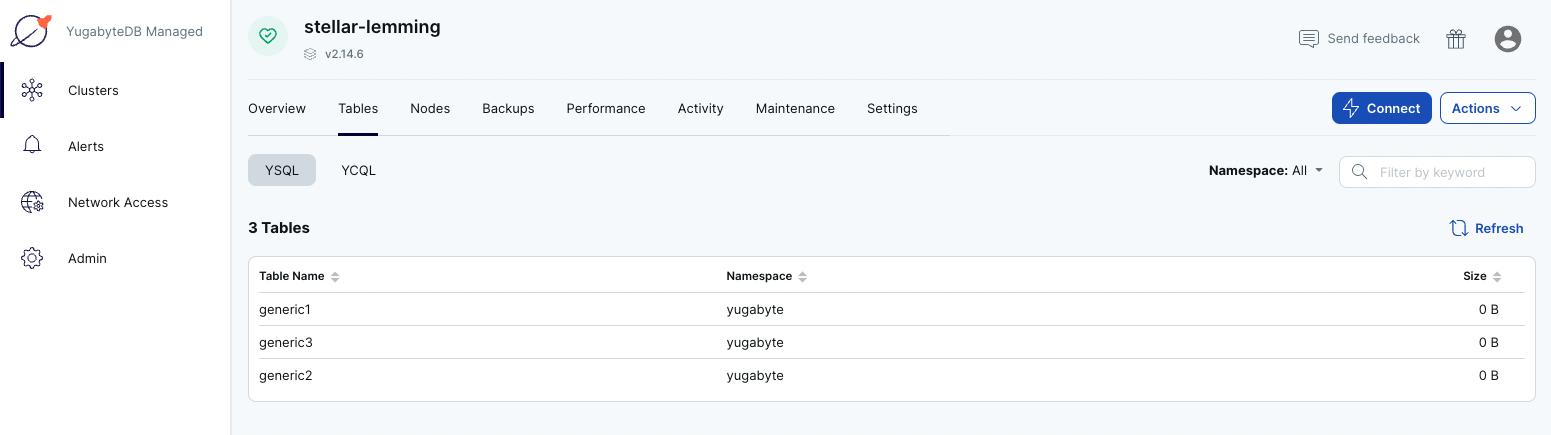 YugabyteDB Managed
Clusters
Alerts
Network Access
Admin
stellar-lemming
v2.14.6
Send feedback
Overview Tables Nodes Backups Performance Activity Maintenance Settings
Connect Actions
YSQL YCQL
Namespace: All Filter by keyword
3 Tables Refresh
Table Name Namespace Size
generic1 yugabyte 0 B
generic3 yugabyte 0 B
generic2 yugabyte 0 B